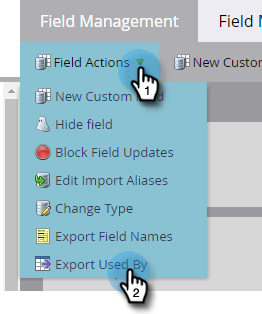 Field Management Field M
Field Actions New Custo
1
New Custom Field
Hide field
Block Field Updates
Edit Import Aliases
Change Type
Export Field Names
Export Used By
2